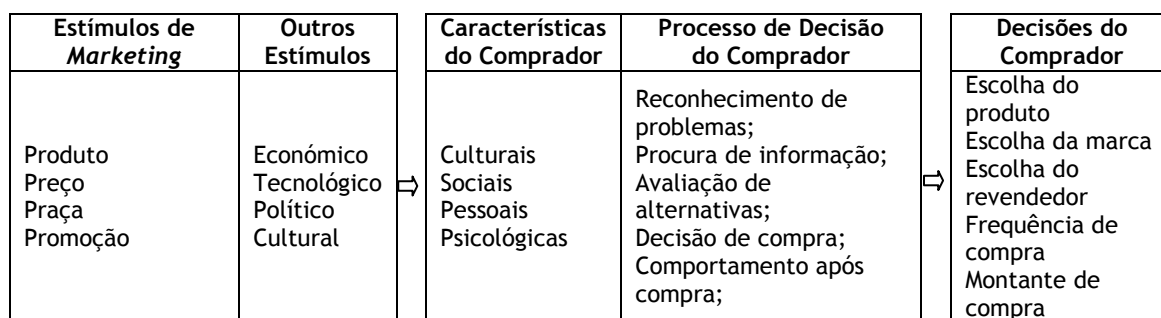 Estímulos de
Marketing
Outros
Estímulos
Características
do Comprador
Processo de Decisão
do Comprador
Decisões do
Comprador
Produto
Preço
Praça
Promoção
Económico
Tecnológico
Político
Cultural
Culturais
Sociais
Pessoais
Psicológicas
Reconhecimento de
problemas;
Procura de informação;
Avaliação de
alternativas;
Decisão de compra;
Comportamento após
compra;
Escolha do
produto
Escolha da marca
Escolha do
revendedor
Frequência de
compra
Montante de
compra